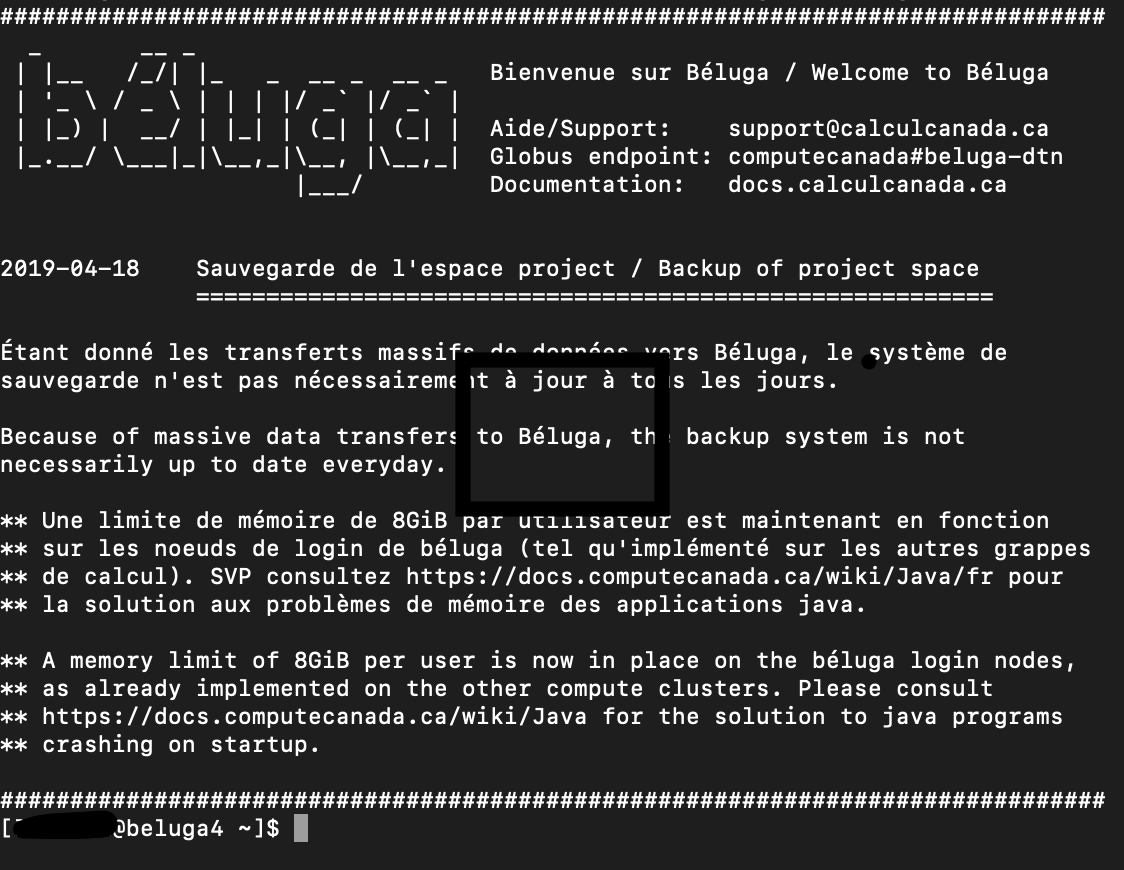 ################################################################################
béluga
Bienvenue sur Béluga / Welcome to Béluga
Aide/Support: support@calculcanada.ca
Globus endpoint: computecanada#beluga-dtn
Documentation: docs.calculcanada.ca
2019-04-18 Sauvegarde de l'espace project / Backup of project space
=========================================================
Étant donné les transferts massifs de données vers Béluga, le système de
sauvegarde n'est pas nécessairement à jour à tous les jours.
Because of massive data transfers to Béluga, the backup system is not
necessarily up to date everyday.
** Une limite de mémoire de 8GiB par utilisateur est maintenant en fonction
** sur les noeuds de login de béluga (tel qu'implémenté sur les autres grappes
** de calcul). SVP consultez https://docs.computecanada.ca/wiki/Java/fr pour
** la solution aux problèmes de mémoire des applications java.
** A memory limit of 8GiB per user is now in place on the béluga login nodes,
** as already implemented on the other compute clusters. Please consult
** https://docs.computecanada.ca/wiki/Java for the solution to java programs
** crashing on startup.
################################################################################
[@beluga4 ~]$